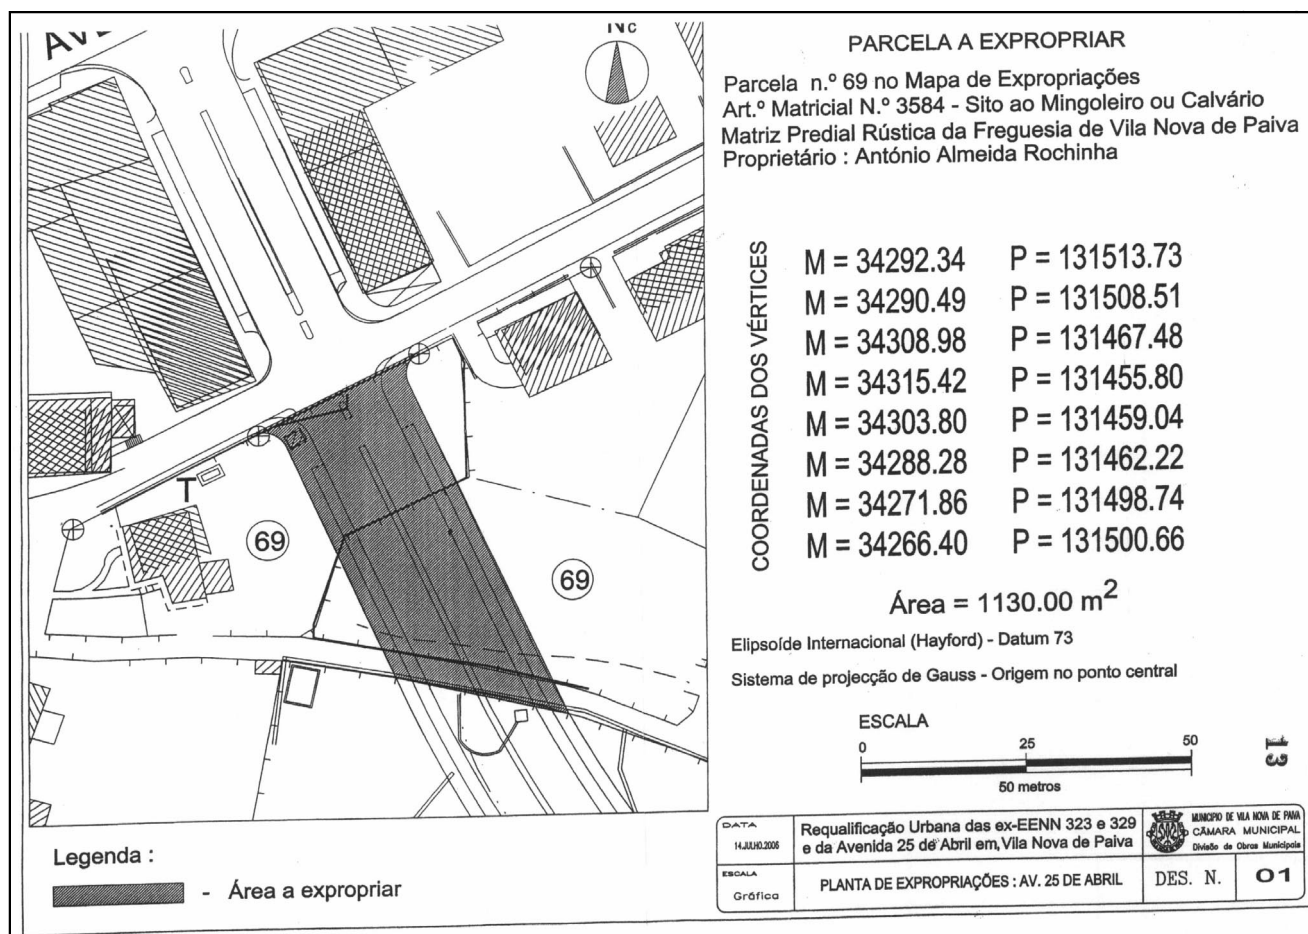 AVE
Nc
T
69
69
Legenda :
- Área a expropriar
PARCELA A EXPROPRIAR
Parcela n.º 69 no Mapa de Expropriações
Art.º Matricial N.º 3584 - Sito ao Mingoleiro ou Calvário
Matriz Predial Rústica da Freguesia de Vila Nova de Paiva
Proprietário : António Almeida Rochinha
COORDENADAS DOS VÉRTICES
M = 34292.34 P = 131513.73
M = 34290.49 P = 131508.51
M = 34308.98 P = 131467.48
M = 34315.42 P = 131455.80
M = 34303.80 P = 131459.04
M = 34288.28 P = 131462.22
M = 34271.86 P = 131498.74
M = 34266.40 P = 131500.66
Área = 1130.00 m²
Elipsoíde Internacional (Hayford) - Datum 73
Sistema de projecção de Gauss - Origem no ponto central
ESCALA
0 25 50
50 metros
13
DATA
14.JULHO.2006
Requalificação Urbana das ex-EENN 323 e 329
e da Avenida 25 de Abril em, Vila Nova de Paiva
MUNICIPIO DE VILA NOVA DE PAIVA
CÂMARA MUNICIPAL
Divisão de Obras Municipais
ESCALA
Gráfica
PLANTA DE EXPROPRIAÇÕES : AV. 25 DE ABRIL
DES. N. 01